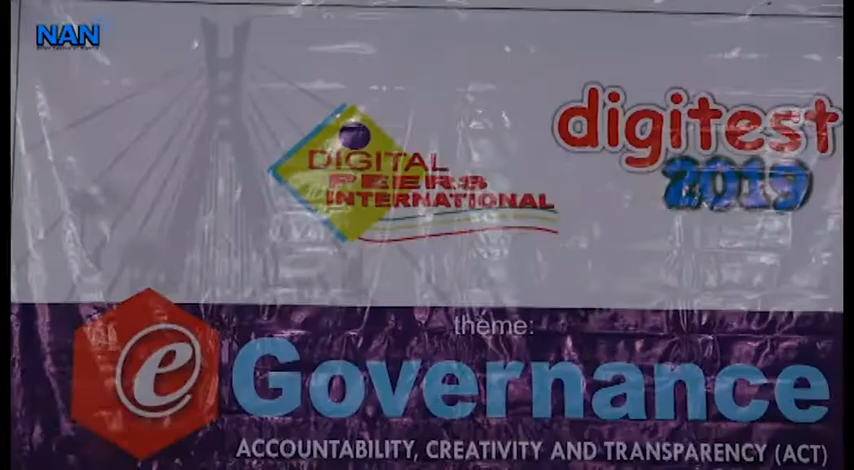 NAN
digitest
2019
DIGITAL
PEERS
INTERNATIONAL
theme:
e Governance
ACCOUNTABILITY, CREATIVITY AND TRANSPARENCY (ACT)